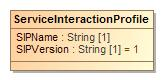 ServiceInteractionProfile
SIPName : String [1]
SIPVersion : String [1] = 1